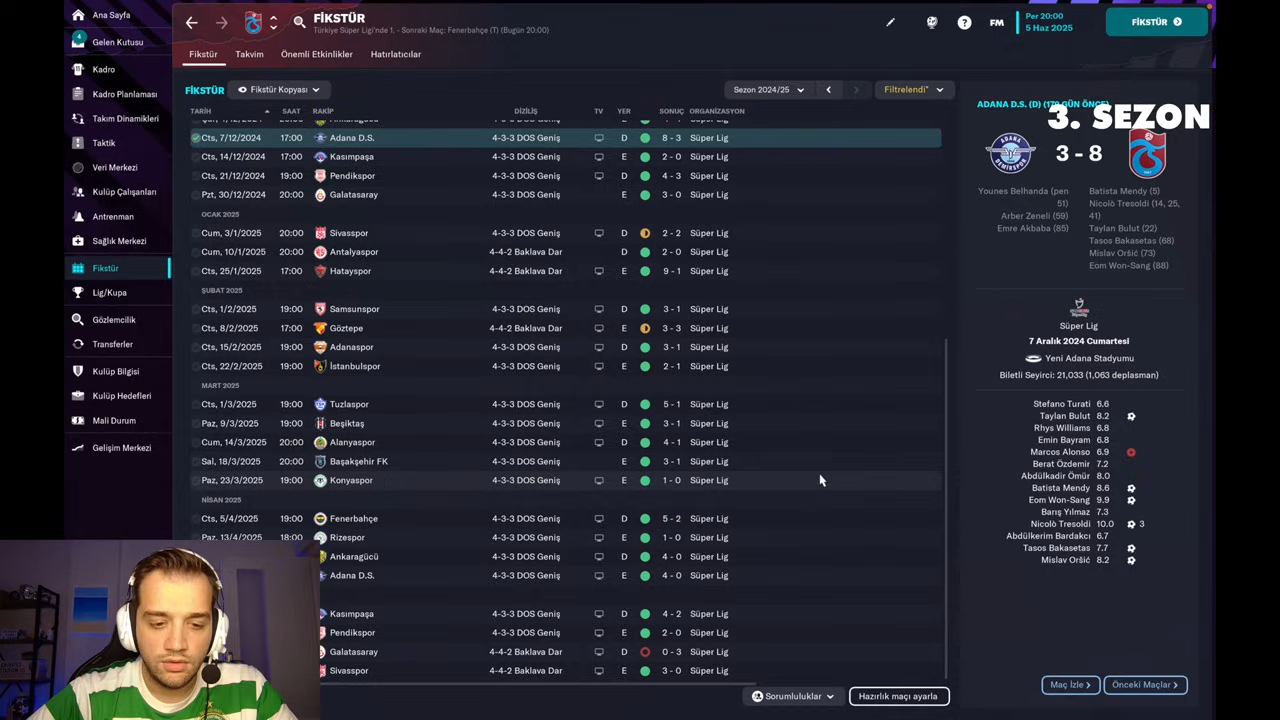 Ana Sayfa
4
Gelen Kutusu
Kadro
Kadro Planlaması
Takım Dinamikleri
Taktik
Veri Merkezi
Kulüp Çalışanları
Antrenman
Sağlık Merkezi
Fikstür
Lig/Kupa
Gözlemcilik
Transferler
Kulüp Bilgisi
Kulüp Hedefleri
Mali Durum
Gelişim Merkezi
FİKSTÜR
Türkiye Süper Ligi'nde 1. - Sonraki Maç: Fenerbahçe (T) (Bugün 20:00)
FM
Per 20:00
5 Haz 2025
FİKSTÜR
Fikstür Takvim Önemli Etkinlikler Hatırlatıcılar
FİKSTÜR Fikstür Kopyası Sezon 2024/25 Filtrelendi*
TARİH SAAT RAKİP DİZİLİŞ TV YER SONUÇ ORGANİZASYON
Cts, 7/12/2024 17:00 Adana D.S. 4-3-3 DOS Geniş D 8 - 3 Süper Lig
Cts, 14/12/2024 17:00 Kasımpaşa 4-3-3 DOS Geniş E 2 - 0 Süper Lig
Cts, 21/12/2024 19:00 Pendikspor 4-3-3 DOS Geniş D 4 - 3 Süper Lig
Pzt, 30/12/2024 20:00 Galatasaray 4-3-3 DOS Geniş E 3 - 0 Süper Lig
OCAK 2025
Cum, 3/1/2025 20:00 Sivasspor 4-3-3 DOS Geniş D 2 - 2 Süper Lig
Cum, 10/1/2025 20:00 Antalyaspor 4-4-2 Baklava Dar D 2 - 0 Süper Lig
Cts, 25/1/2025 17:00 Hatayspor 4-4-2 Baklava Dar E 9 - 1 Süper Lig
ŞUBAT 2025
Cts, 1/2/2025 19:00 Samsunspor 4-3-3 DOS Geniş D 3 - 1 Süper Lig
Cts, 8/2/2025 17:00 Göztepe 4-4-2 Baklava Dar E 3 - 3 Süper Lig
Cts, 15/2/2025 19:00 Adanaspor 4-3-3 DOS Geniş D 3 - 1 Süper Lig
Cts, 22/2/2025 19:00 İstanbulspor 4-3-3 DOS Geniş E 2 - 1 Süper Lig
MART 2025
Cts, 1/3/2025 19:00 Tuzlaspor 4-3-3 DOS Geniş D 5 - 1 Süper Lig
Paz, 9/3/2025 19:00 Beşiktaş 4-3-3 DOS Geniş E 3 - 1 Süper Lig
Cum, 14/3/2025 20:00 Alanyaspor 4-3-3 DOS Geniş D 4 - 1 Süper Lig
Sal, 18/3/2025 20:00 Başakşehir FK 4-3-3 DOS Geniş E 3 - 1 Süper Lig
Paz, 23/3/2025 19:00 Konyaspor 4-3-3 DOS Geniş E 1 - 0 Süper Lig
NİSAN 2025
Cts, 5/4/2025 19:00 Fenerbahçe 4-3-3 DOS Geniş D 5 - 2 Süper Lig
Paz, 13/4/2025 18:00 Rizespor 4-3-3 DOS Geniş E 1 - 0 Süper Lig
Ankaragücü 4-3-3 DOS Geniş D 4 - 0 Süper Lig
Adana D.S. 4-3-3 DOS Geniş E 4 - 0 Süper Lig
Kasımpaşa 4-3-3 DOS Geniş D 4 - 2 Süper Lig
Pendikspor 4-3-3 DOS Geniş E 2 - 0 Süper Lig
Galatasaray 4-4-2 Baklava Dar D 0 - 3 Süper Lig
Sivasspor 4-4-2 Baklava Dar E 3 - 0 Süper Lig
Sorumluluklar Hazırlık maçı ayarla
ADANA D.S. (D) (179 GÜN ÖNCE)
3. SEZON
3 - 8
Younes Belhanda (pen
51)
Arber Zeneli (59)
Emre Akbaba (85)
Batista Mendy (5)
Nicolò Tresoldi (14, 25,
41)
Taylan Bulut (22)
Tasos Bakasetas (68)
Mislav Oršić (73)
Eom Won-Sang (88)
Süper Lig
7 Aralık 2024 Cumartesi
Yeni Adana Stadyumu
Biletli Seyirci: 21,033 (1,063 deplasman)
Stefano Turati 6.6
Taylan Bulut 8.2
Rhys Williams 6.8
Emin Bayram 6.8
Marcos Alonso 6.9
Berat Özdemir 7.2
Abdülkadir Ömür 8.0
Batista Mendy 8.6
Eom Won-Sang 9.9
Barış Yılmaz 7.3
Nicolò Tresoldi 10.0 3
Abdülkerim Bardakcı 6.7
Tasos Bakasetas 7.7
Mislav Oršić 8.2
Maç İzle Önceki Maçlar